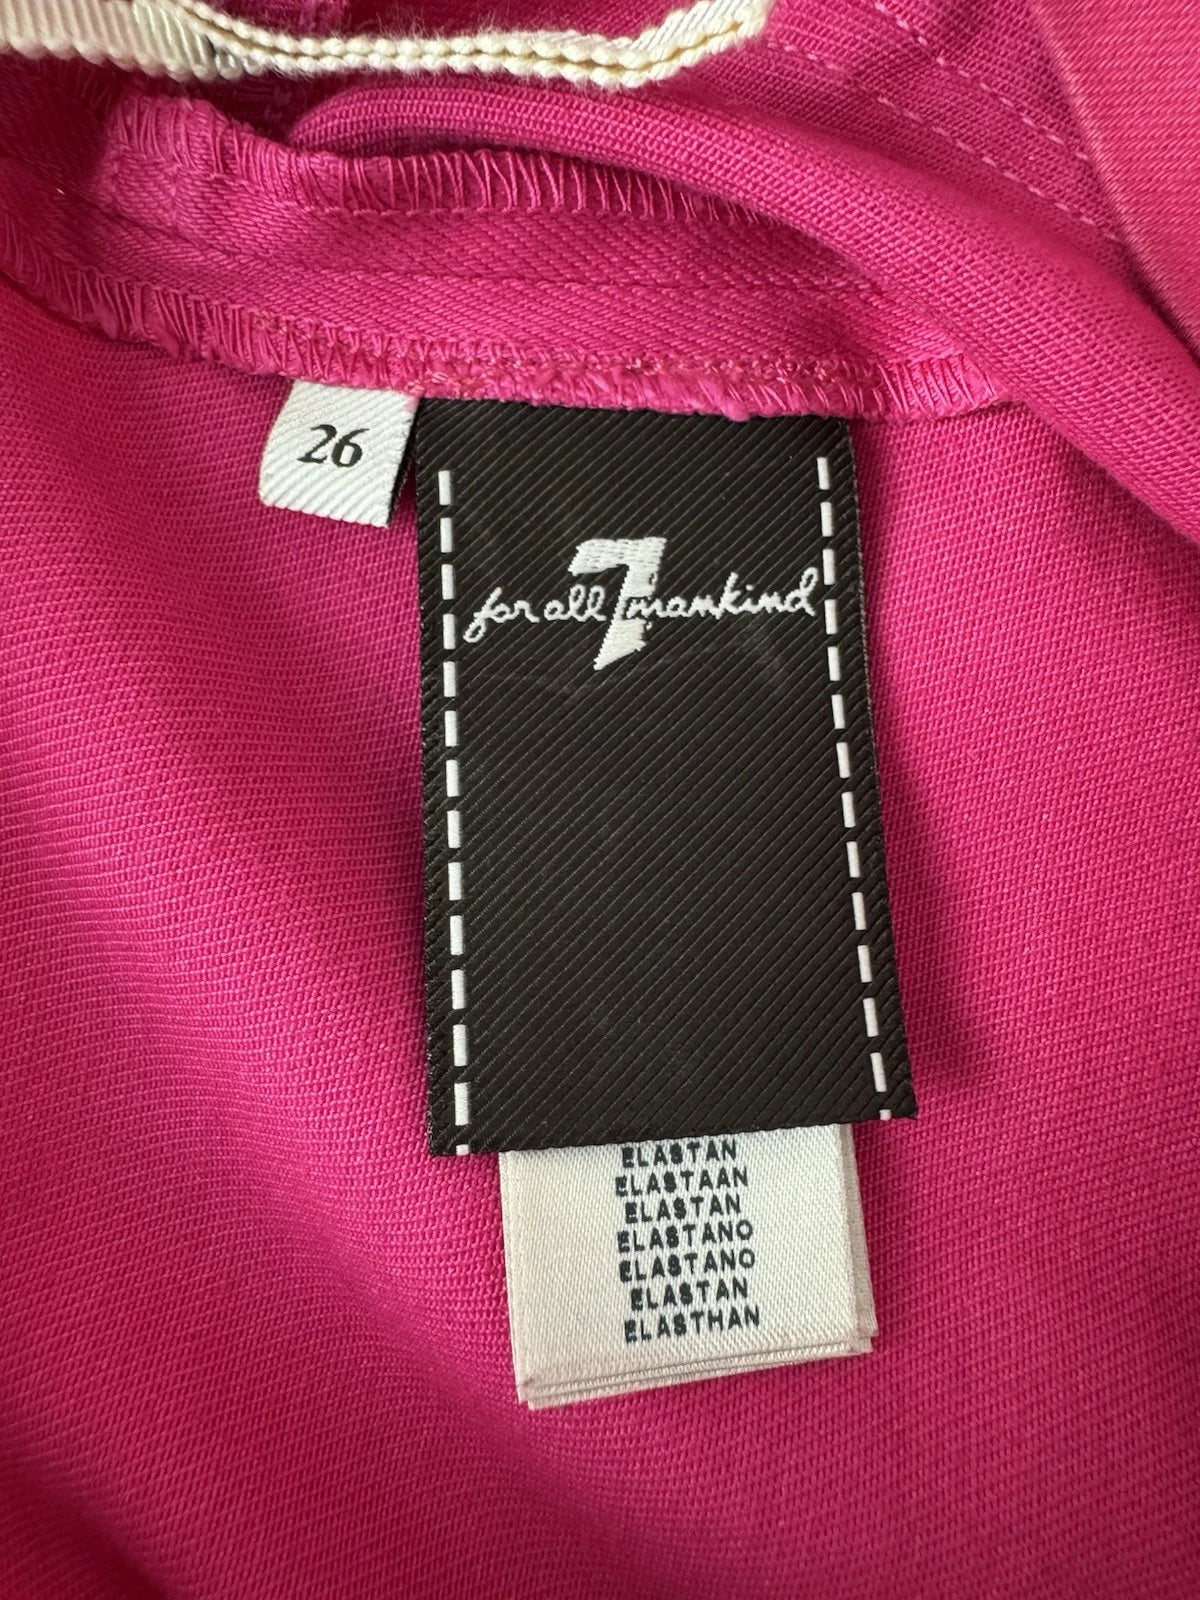 26
for all 7 mankind
ELASTAN
ELASTAAN
ELASTAN
ELASTANO
ELASTANO
ELASTAN
ELASTHAN